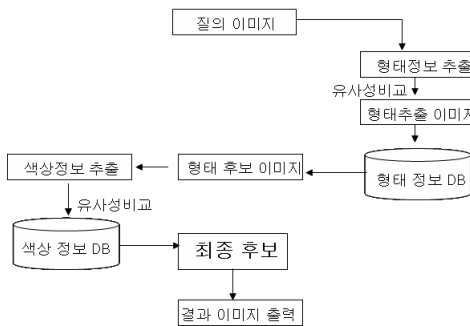 질의 이미지
형태정보 추출
유사성비교
형태추출 이미지
형태 정보 DB
형태 후보 이미지
색상정보 추출
유사성비교
색상 정보 DB
최종 후보
결과 이미지 출력